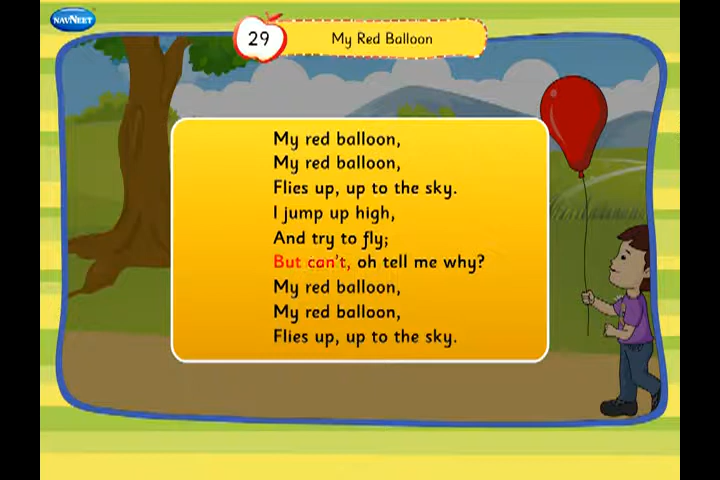 NAVNEET
29
My Red Balloon
My red balloon,
My red balloon,
Flies up, up to the sky.
I jump up high,
And try to fly;
But can't, oh tell me why?
My red balloon,
My red balloon,
Flies up, up to the sky.